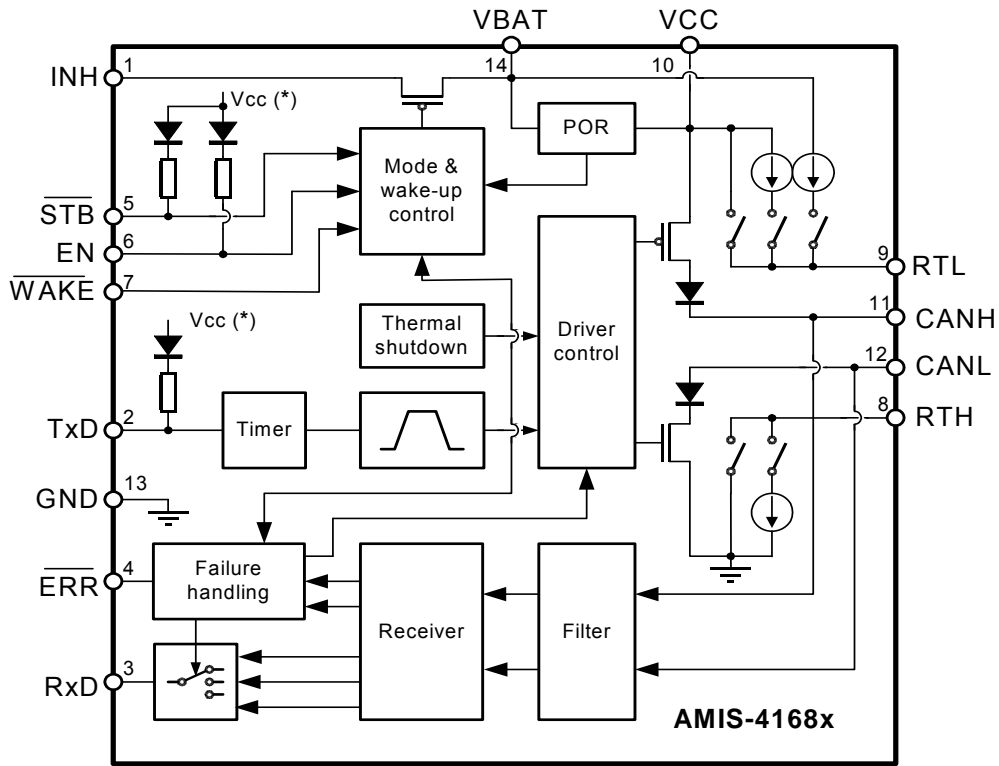 VBAT
VCC
INH
1
14
10
Vcc (*)
POR
Mode &
wake-up
control
STB
5
EN
6
WAKE
7
9
RTL
11
CANH
Vcc (*)
Thermal
shutdown
Driver
control
12
CANL
8
RTH
TxD
2
Timer
GND
13
ERR
4
Failure
handling
Receiver
Filter
RxD
3
AMIS-4168x